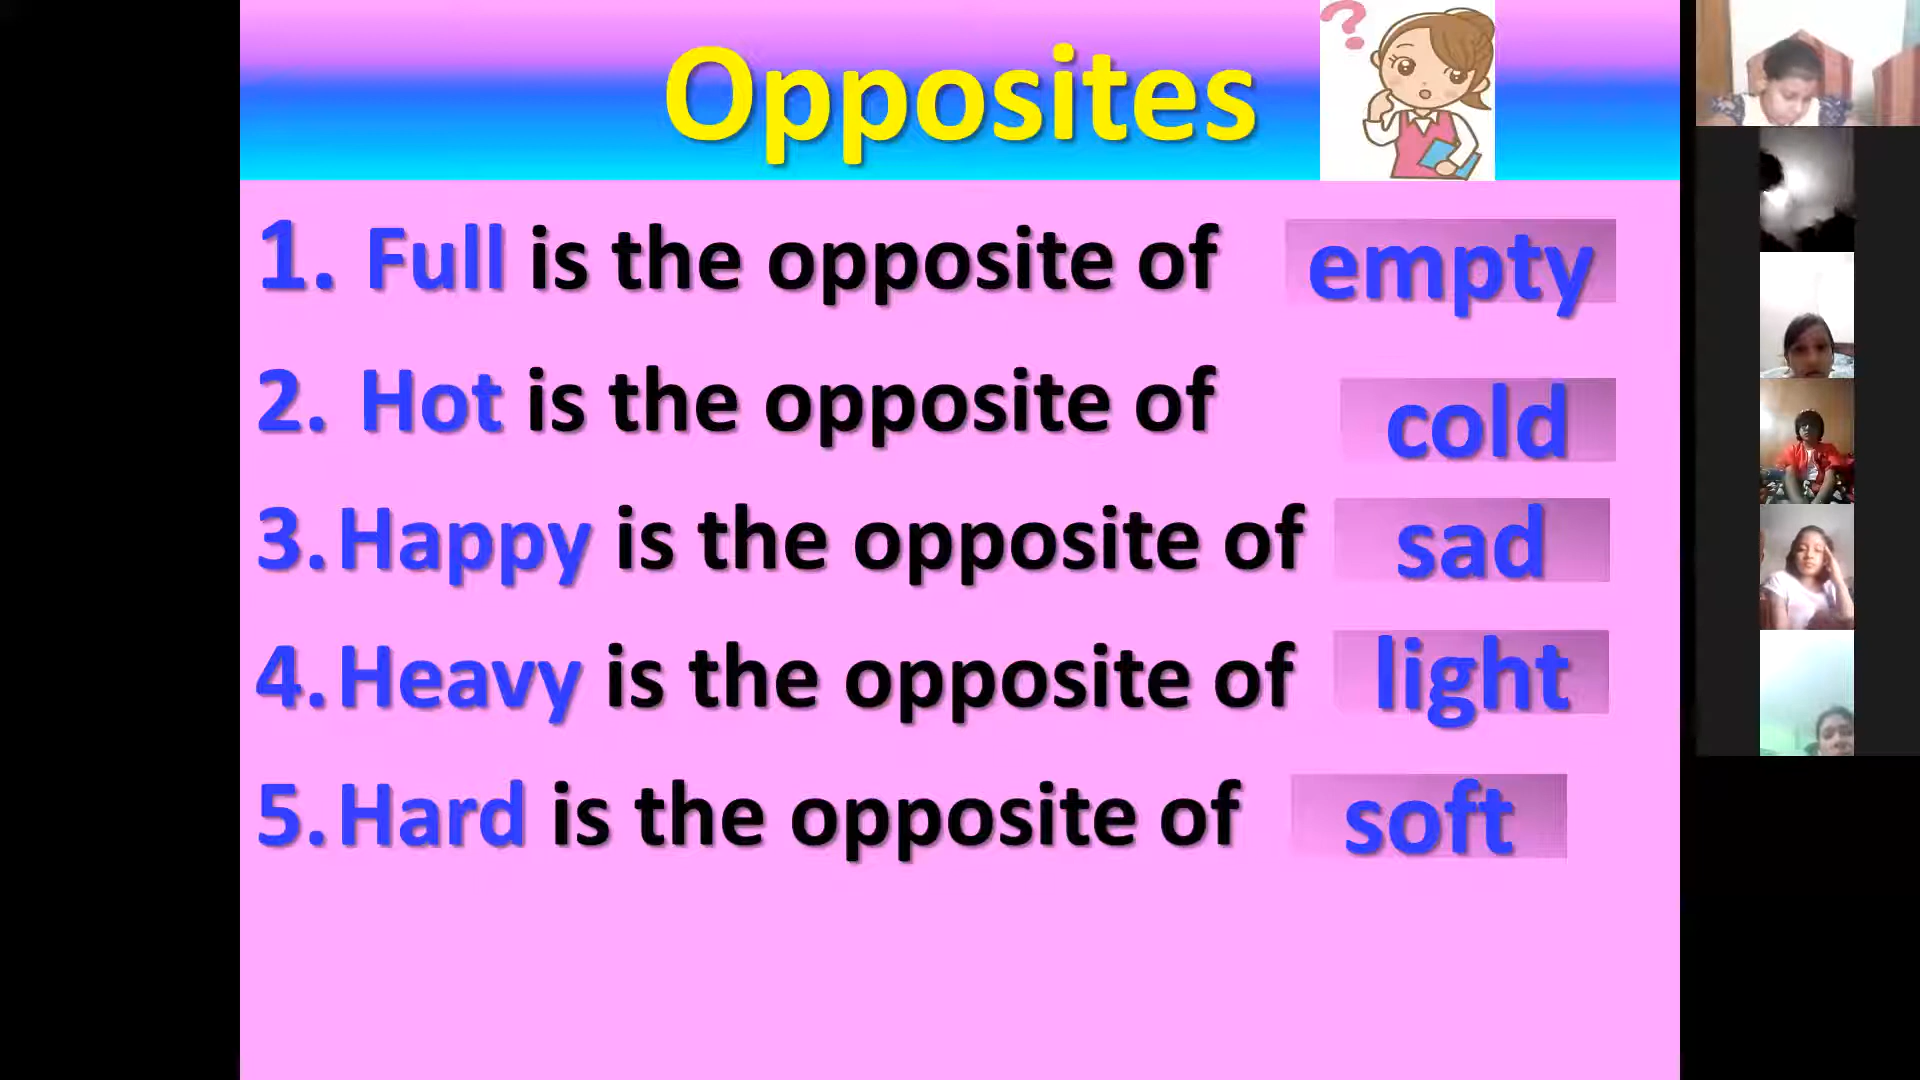 Opposites
1. Full is the opposite of empty
2. Hot is the opposite of cold
3. Happy is the opposite of sad
4. Heavy is the opposite of light
5. Hard is the opposite of soft